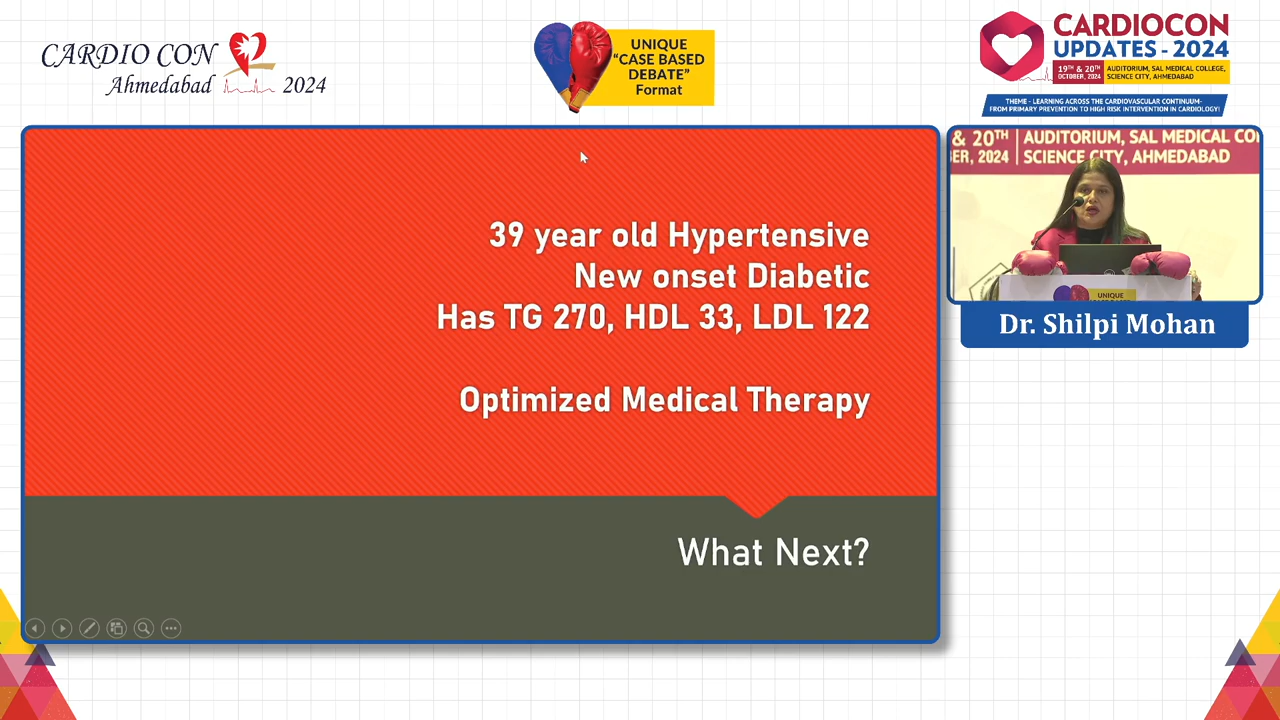 CARDIO CON
Ahmedabad 2024
UNIQUE
"CASE BASED
DEBATE"
Format
CARDIOCON
UPDATES - 2024
19TH & 20TH
OCTOBER, 2024
AUDITORIUM, SAL MEDICAL COLLEGE,
SCIENCE CITY, AHMEDABAD
THEME - LEARNING ACROSS THE CARDIOVASCULAR CONTINUUM-
FROM PRIMARY PREVENTION TO HIGH RISK INTERVENTION IN CARDIOLOGY!
39 year old Hypertensive
New onset Diabetic
Has TG 270, HDL 33, LDL 122
Optimized Medical Therapy
What Next?
& 20TH
BER, 2024
AUDITORIUM, SAL MEDICAL CO
SCIENCE CITY, AHMEDABAD
UNIQUE
Dr. Shilpi Mohan